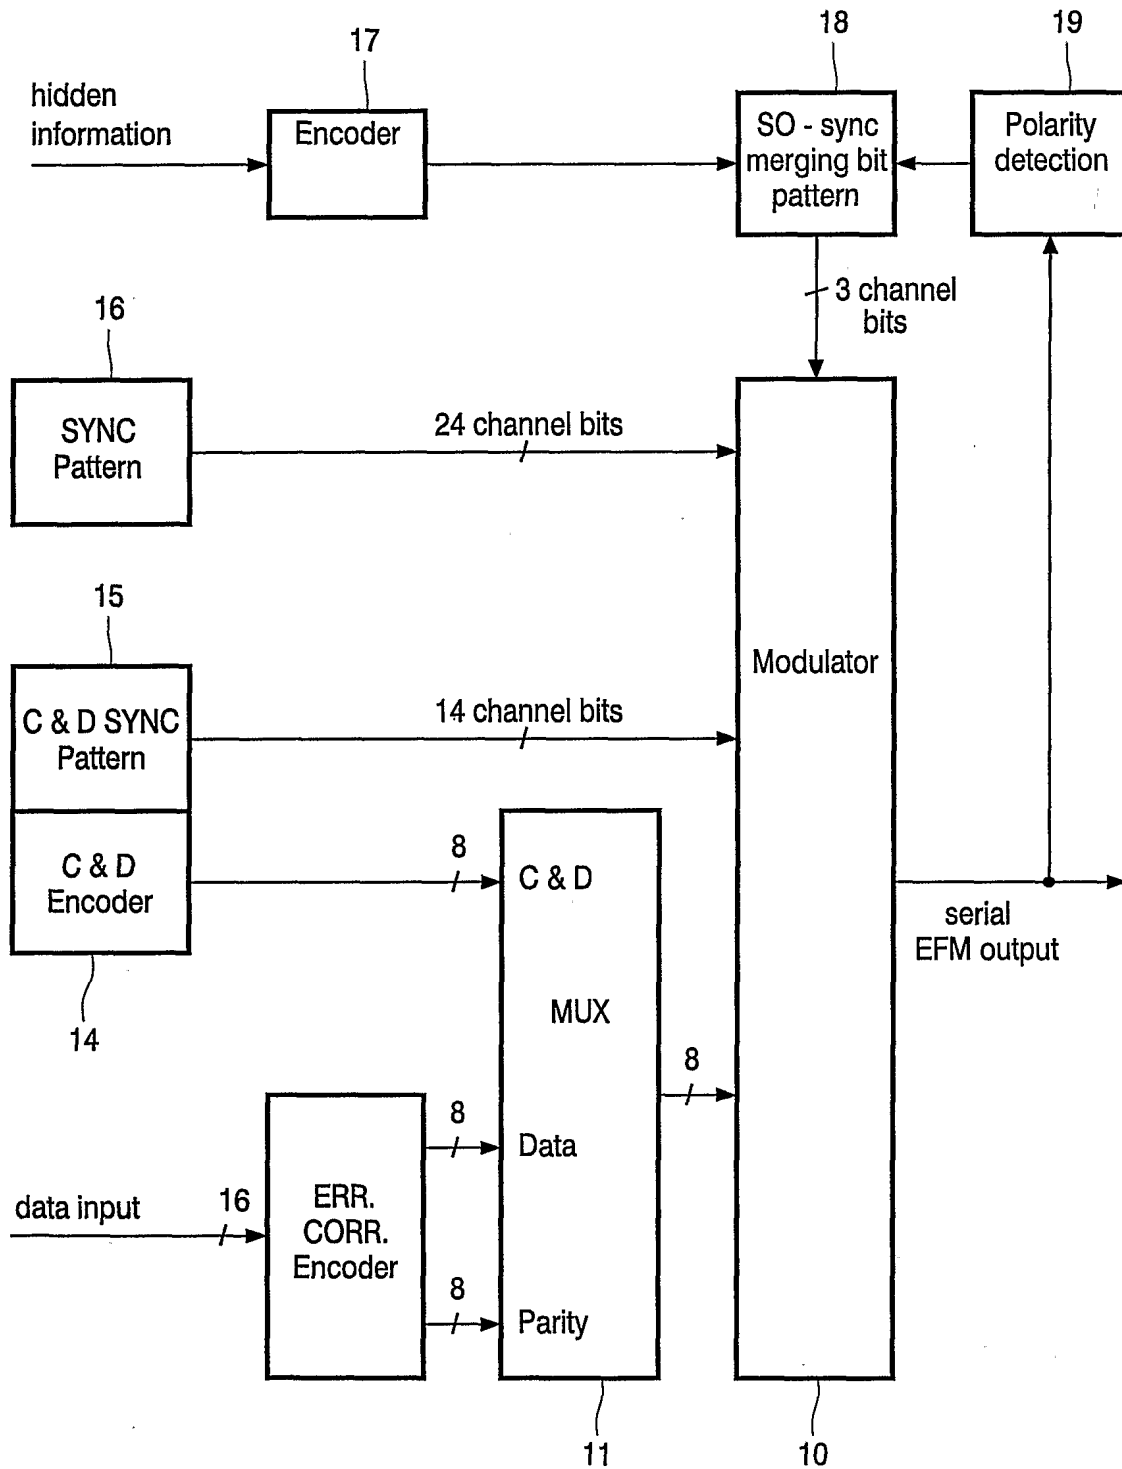 17
18
19
hidden
information
Encoder
SO - sync
merging bit
pattern
Polarity
detection
3 channel
bits
16
SYNC
Pattern
24 channel bits
15
C & D SYNC
Pattern
14 channel bits
Modulator
C & D
Encoder
8
C & D
serial
EFM output
14
MUX
8
8
Data
data input
16
ERR.
CORR.
Encoder
8
Parity
11
10